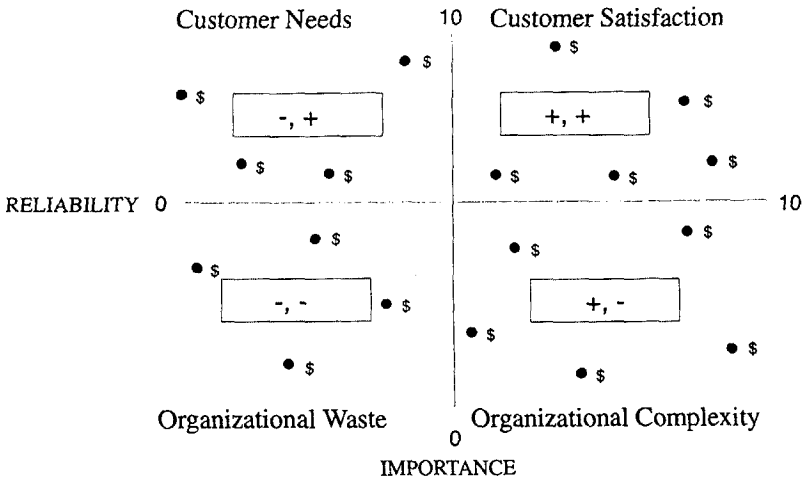 Customer Needs 10 Customer Satisfaction
$ $
$ $
-, + +, +
$ $
$ $ $ $
RELIABILITY 0 10
$ $
$ $
-, - +, -
$ $
$ $
$ $
Organizational Waste Organizational Complexity
0
IMPORTANCE